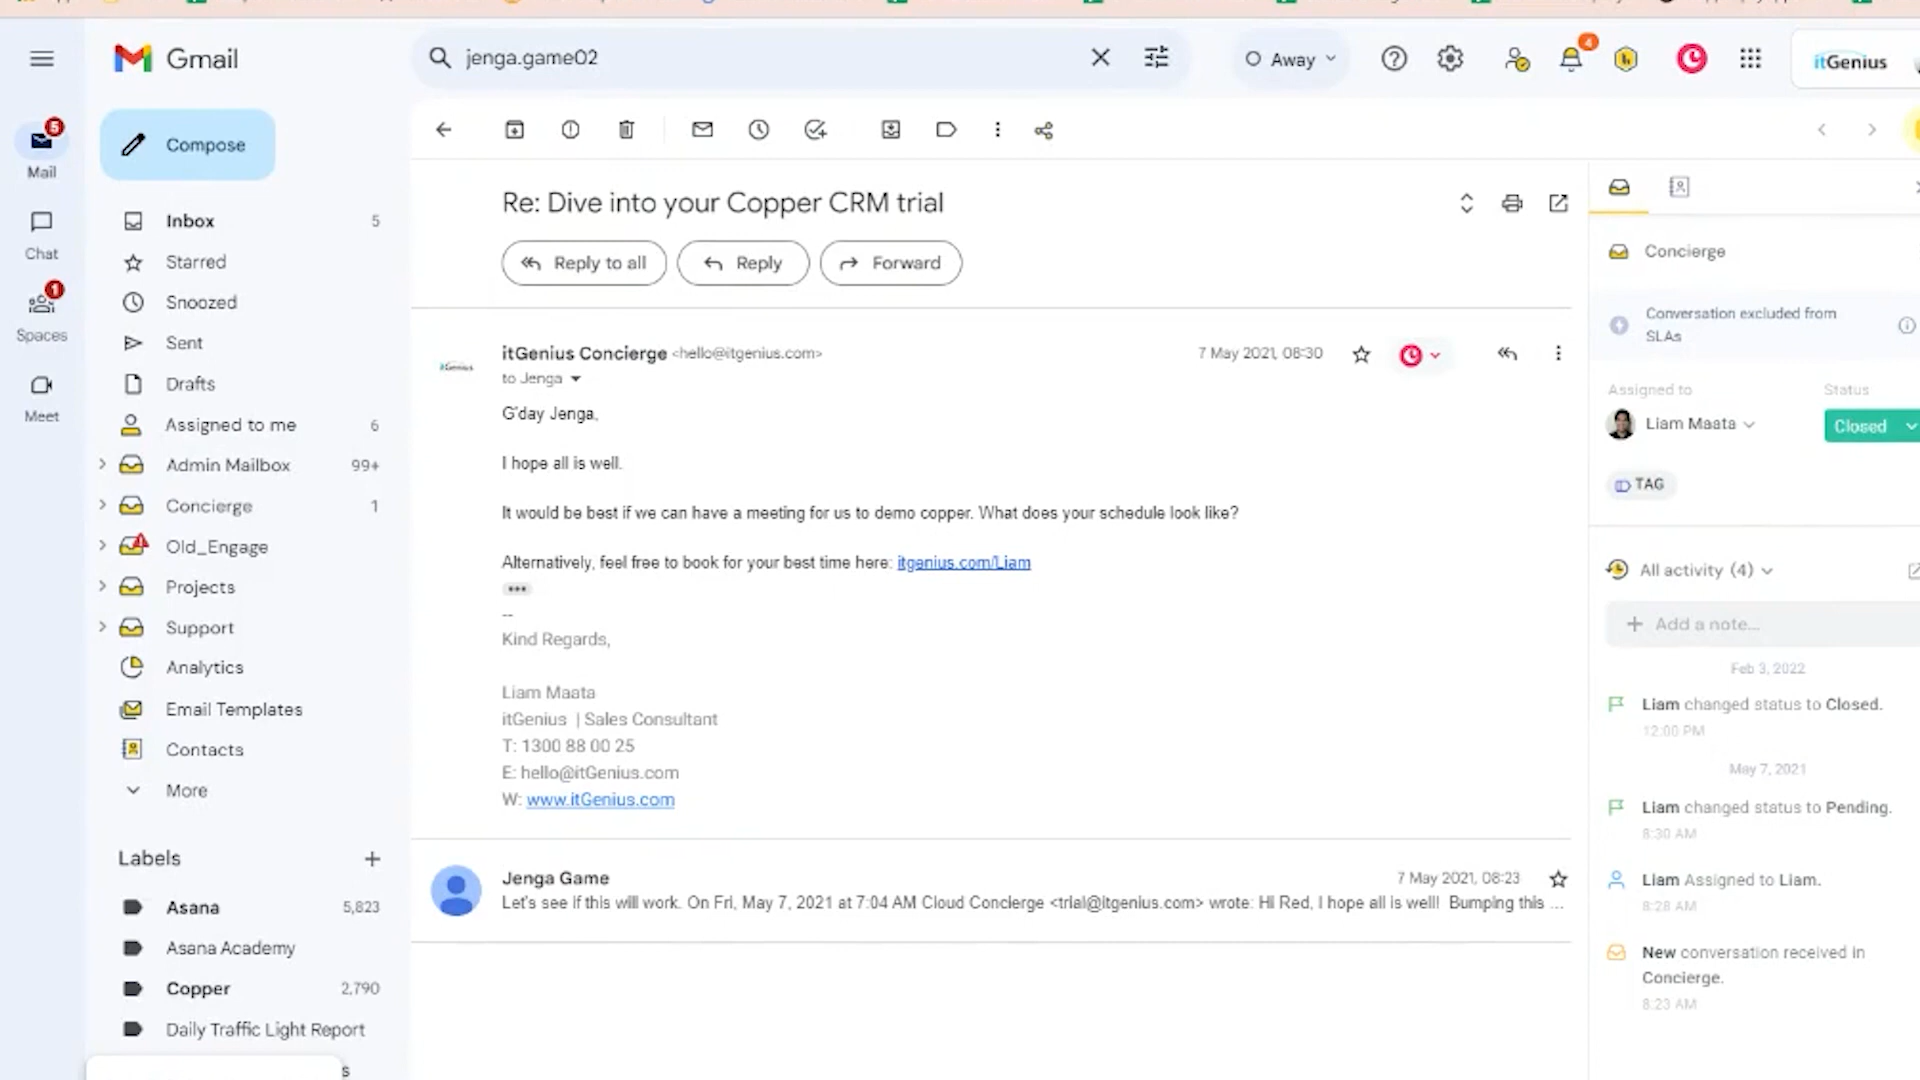 Gmail
jenga.game02
Away
4
itGenius
5
Mail
Chat
1
Spaces
Meet
Compose
Inbox 5
Starred
Snoozed
Sent
Drafts
Assigned to me 6
Admin Mailbox 99+
Concierge 1
Old_Engage
Projects
Support
Analytics
Email Templates
Contacts
More
Labels
Asana 5,823
Asana Academy
Copper 2,790
Daily Traffic Light Report
Re: Dive into your Copper CRM trial
Reply to all
Reply
Forward
itGenius
itGenius Concierge <hello@itgenius.com>
7 May 2021, 08:30
to Jenga
G'day Jenga,
I hope all is well.
It would be best if we can have a meeting for us to demo copper. What does your schedule look like?
Alternatively, feel free to book for your best time here: itgenius.com/Liam
--
Kind Regards,
Liam Maata
itGenius | Sales Consultant
T: 1300 88 00 25
E: hello@itGenius.com
W: www.itGenius.com
Jenga Game
7 May 2021, 08:23
Let's see if this will work. On Fri, May 7, 2021 at 7:04 AM Cloud Concierge <trial@itgenius.com> wrote: Hi Red, I hope all is well! Bumping this ...
Concierge
Conversation excluded from
SLAs
Assigned to
Status
Liam Maata
Closed
TAG
All activity (4)
+ Add a note...
Feb 3, 2022
Liam changed status to Closed.
12:00 PM
May 7, 2021
Liam changed status to Pending.
8:30 AM
Liam Assigned to Liam.
8:28 AM
New conversation received in
Concierge.
8:23 AM